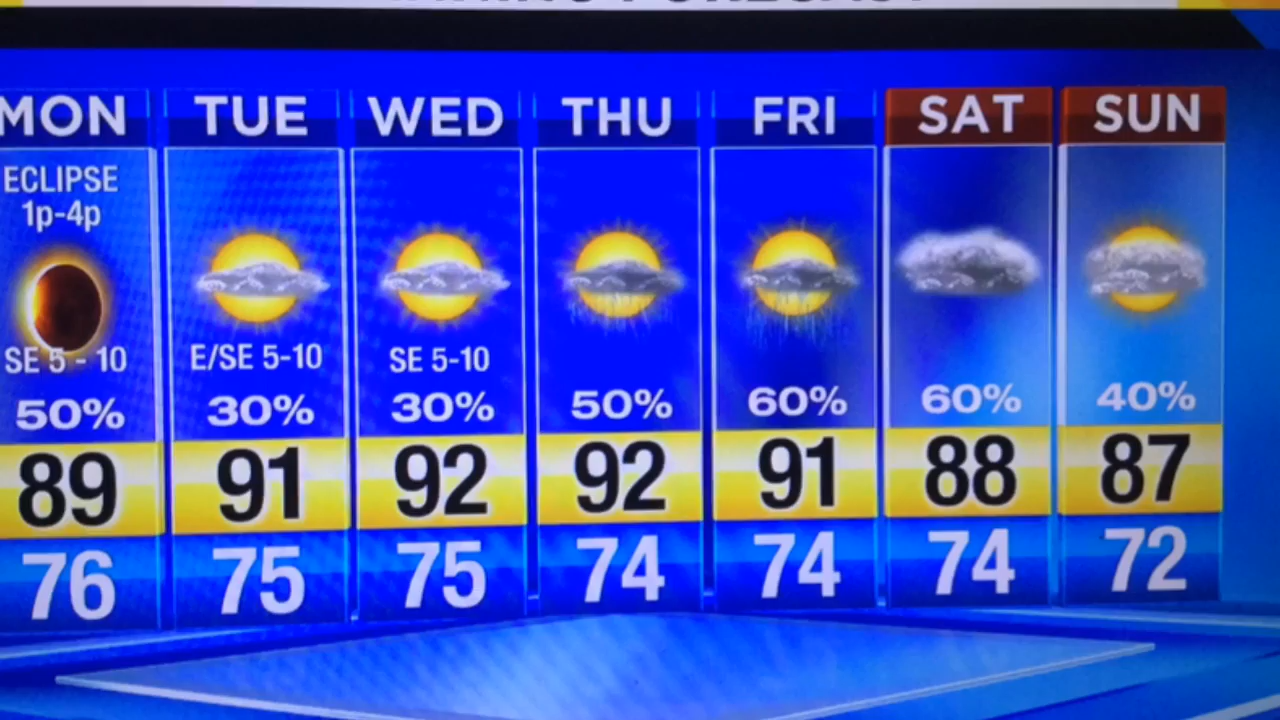 MON
ECLIPSE
1p-4p
SE 5 - 10
50%
89
76
TUE
E/SE 5-10
30%
91
75
WED
SE 5-10
30%
92
75
THU
50%
92
74
FRI
60%
91
74
SAT
60%
88
74
SUN
40%
87
72